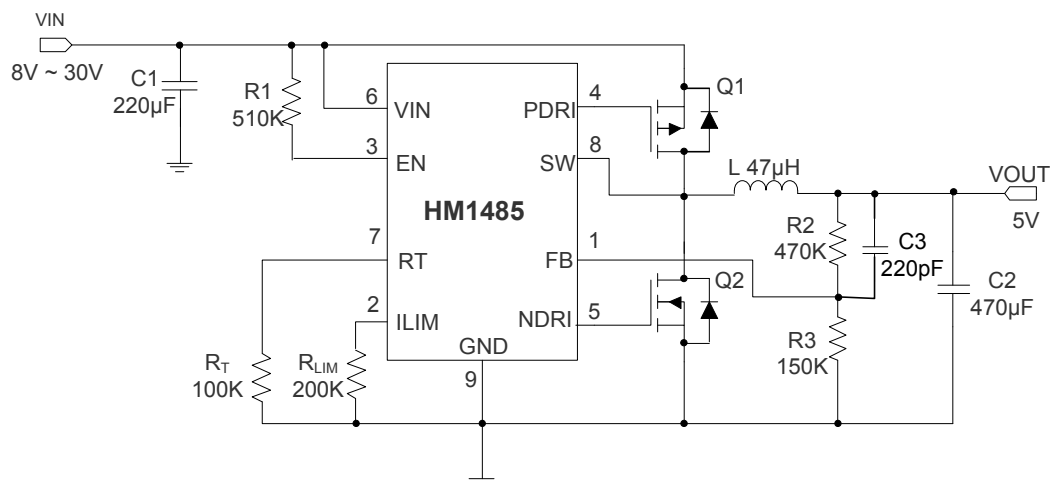 VIN
8V ~ 30V
C1
220µF
R1
510K
6
VIN
3
EN
HM1485
7
RT
2
ILIM
GND
9
PDRI
4
SW
8
FB
1
NDRI
5
Q1
Q2
L 47µH
VOUT
5V
R2
470K
C3
220pF
C2
470µF
R3
150K
RT
100K
RLIM
200K